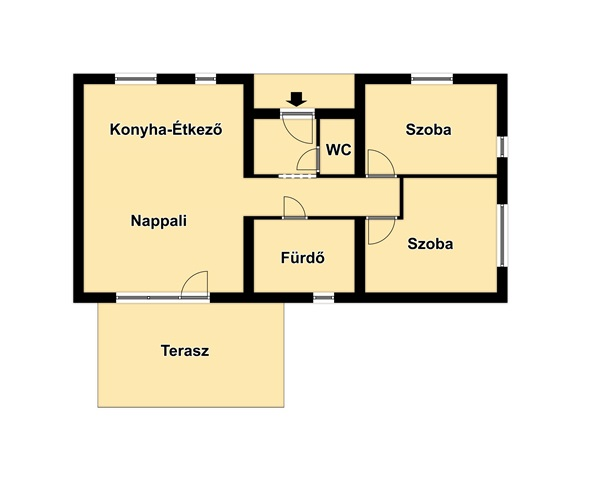 Konyha-Étkező
Szoba
WC
Nappali
Szoba
Fürdő
Terasz